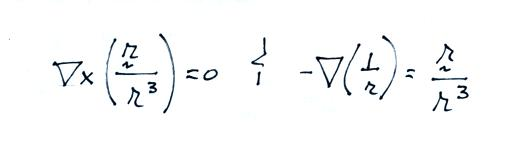 ∇x(r̰/r³)=0 & -∇(1/r)= r̰/r³